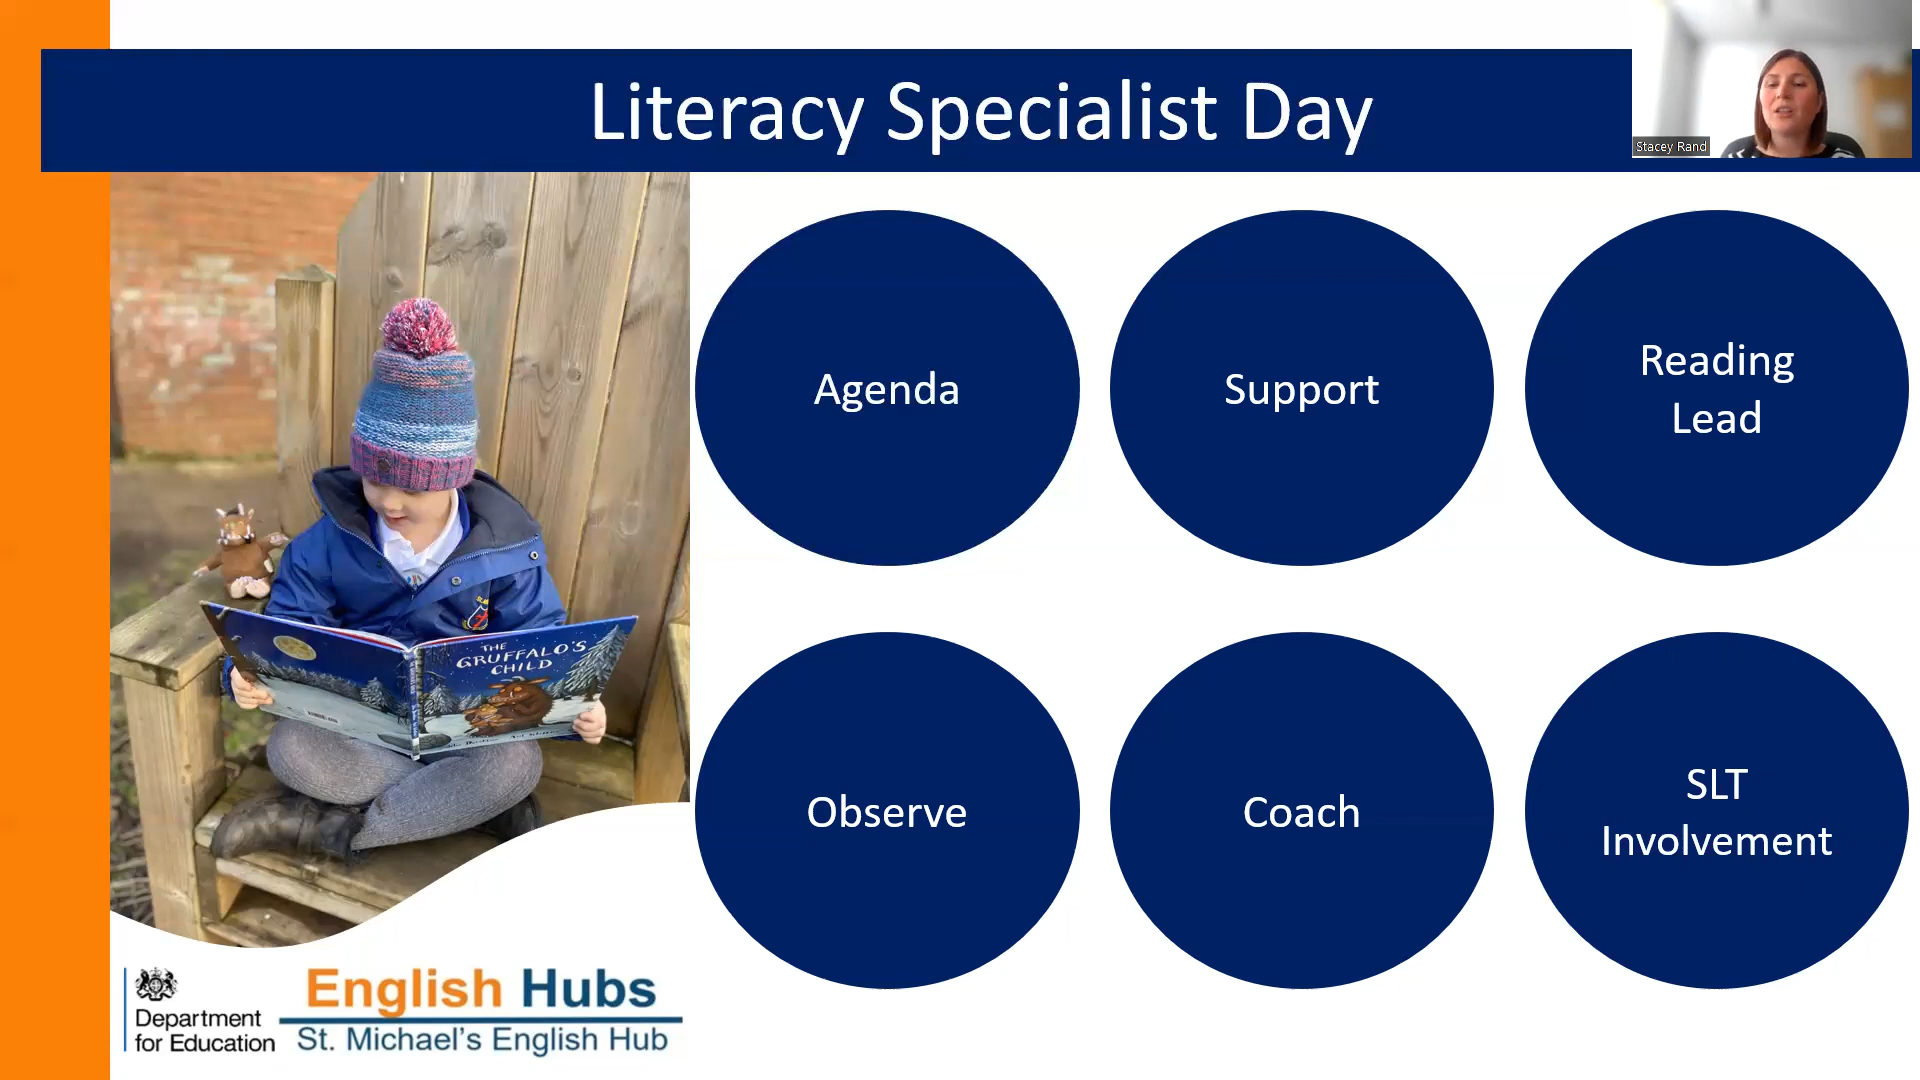 Literacy Specialist Day
Stacey Rand
Agenda
Support
Reading
Lead
THE
GRUFFALO'S
CHILD
Observe
Coach
SLT
Involvement
Department
for Education
English Hubs
St. Michael's English Hub